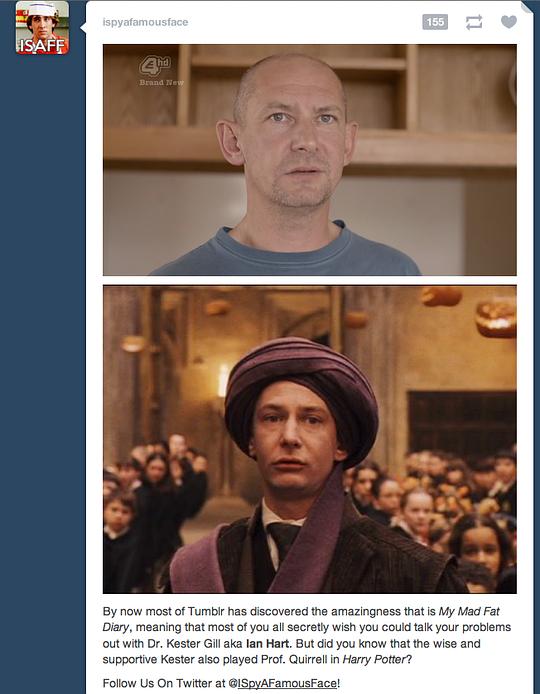 ISAFF
ispyafamousface
155
4hd
Brand New
By now most of Tumblr has discovered the amazingness that is My Mad Fat
Diary, meaning that most of you all secretly wish you could talk your problems
out with Dr. Kester Gill aka Ian Hart. But did you know that the wise and
supportive Kester also played Prof. Quirrell in Harry Potter?
Follow Us On Twitter at @ISpyAFamousFace!